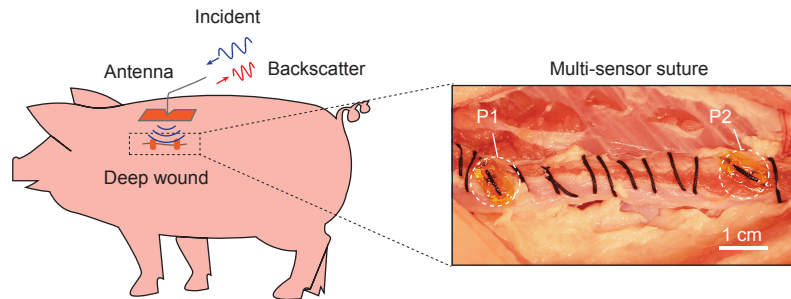 Incident
Antenna
Backscatter
Deep wound
Multi-sensor suture
P1
P2
1 cm